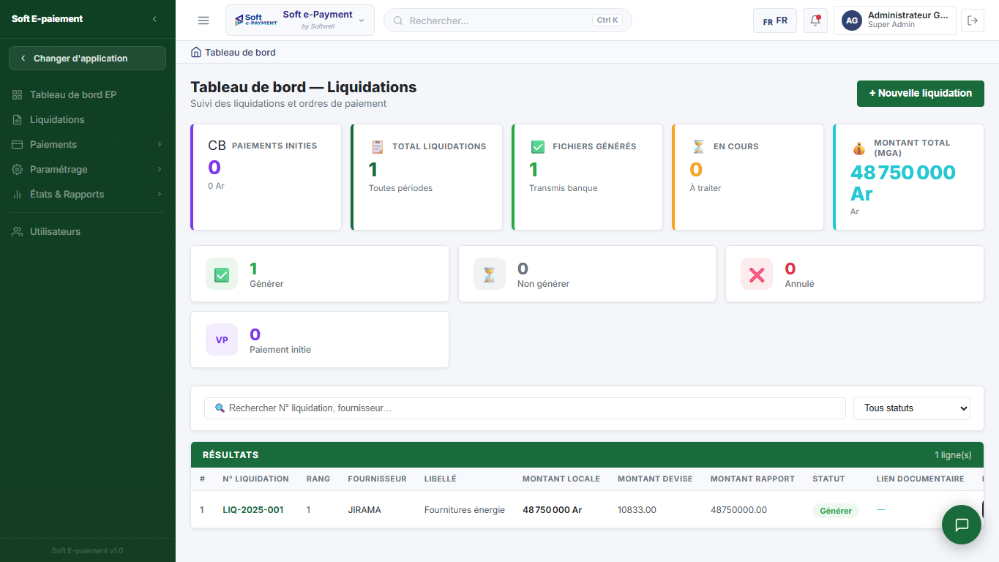 Soft E-paiement
Changer d'application
Tableau de bord EP
Liquidations
Paiements
Paramétrage
États & Rapports
Utilisateurs
Soft E-paiement v1.0
Soft
e-PAYMENT
Soft e-Payment
by Softwell
Rechercher...
Ctrl K
FR FR
AG
Administrateur G...
Super Admin
Tableau de bord
Tableau de bord — Liquidations
Suivi des liquidations et ordres de paiement
+ Nouvelle liquidation
CB PAIEMENTS INITIES
0
0 Ar
TOTAL LIQUIDATIONS
1
Toutes périodes
FICHIERS GÉNÉRÉS
1
Transmis banque
EN COURS
0
À traiter
MONTANT TOTAL
(MGA)
48 750 000
Ar
Ar
1
Générer
0
Non générer
0
Annulé
VP
0
Paiement initie
Rechercher N° liquidation, fournisseur...
Tous statuts
RÉSULTATS
1 ligne(s)
# N° LIQUIDATION RANG FOURNISSEUR LIBELLÉ MONTANT LOCALE MONTANT DEVISE MONTANT RAPPORT STATUT LIEN DOCUMENTAIRE
1 LIQ-2025-001 1 JIRAMA Fournitures énergie 48 750 000 Ar 10833.00 48750000.00 Générer —